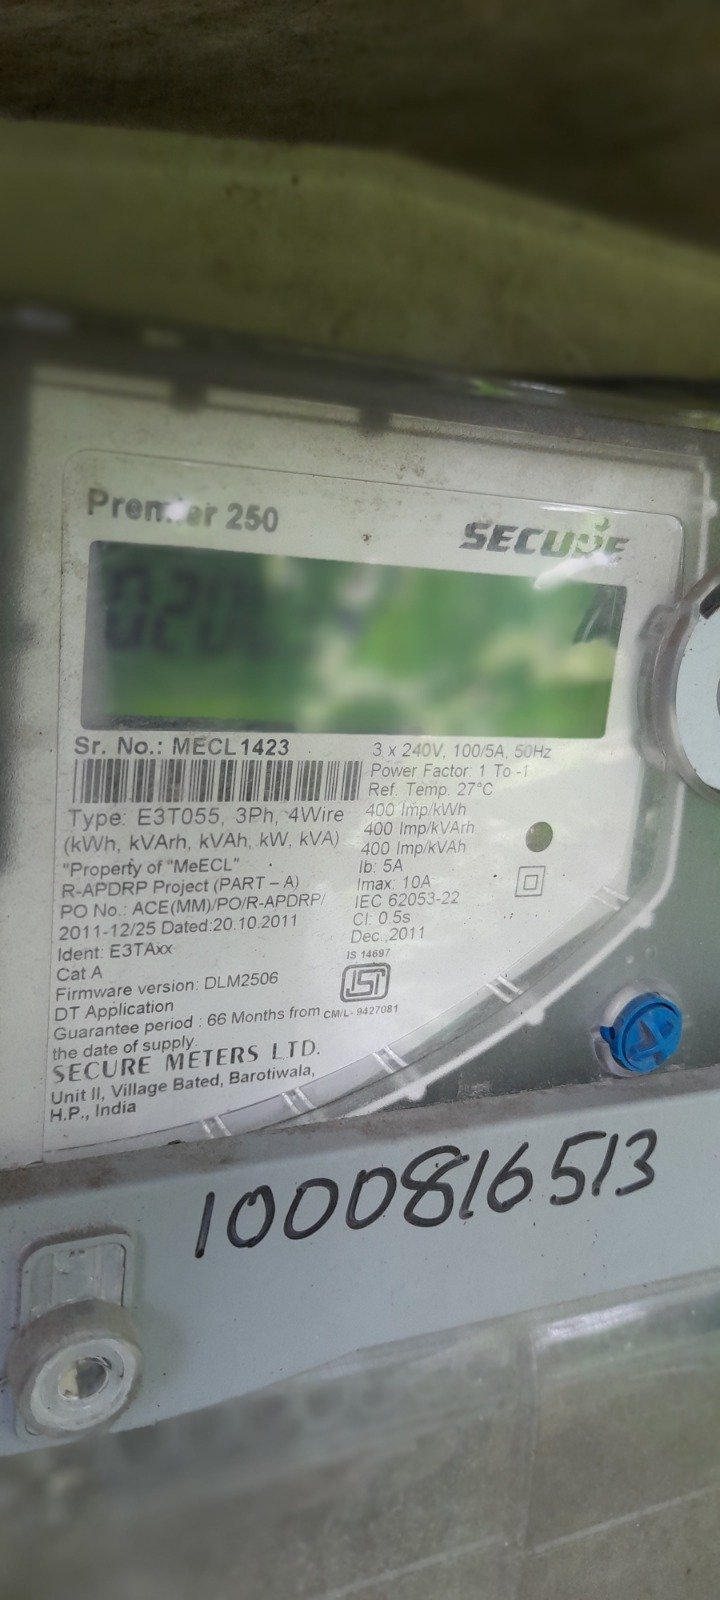 Premier 250
SECURE
Sr. No.: MECL1423
Type: E3T055, 3Ph, 4Wire
(kWh, kVArh, kVAh, kW, kVA)
"Property of "MeECL"
R-APDRP Project (PART – A)
PO No.: ACE(MM)/PO/R-APDRP/
2011-12/25 Dated:20.10.2011
Ident: E3TAxx
Cat A
Firmware version: DLM2506
DT Application
Guarantee period : 66 Months from
the date of supply.
SECURE METERS LTD.
Unit II, Village Bated, Barotiwala,
H.P., India
3 x 240V, 100/5A, 50Hz
Power Factor: 1 To -1
Ref. Temp. 27°C
400 Imp/kWh
400 Imp/kVArh
400 Imp/kVAh
Ib: 5A
Imax: 10A
IEC 62053-22
Cl: 0.5s
Dec.,2011
IS 14697
ISI
CM/L- 9427081
1000816513